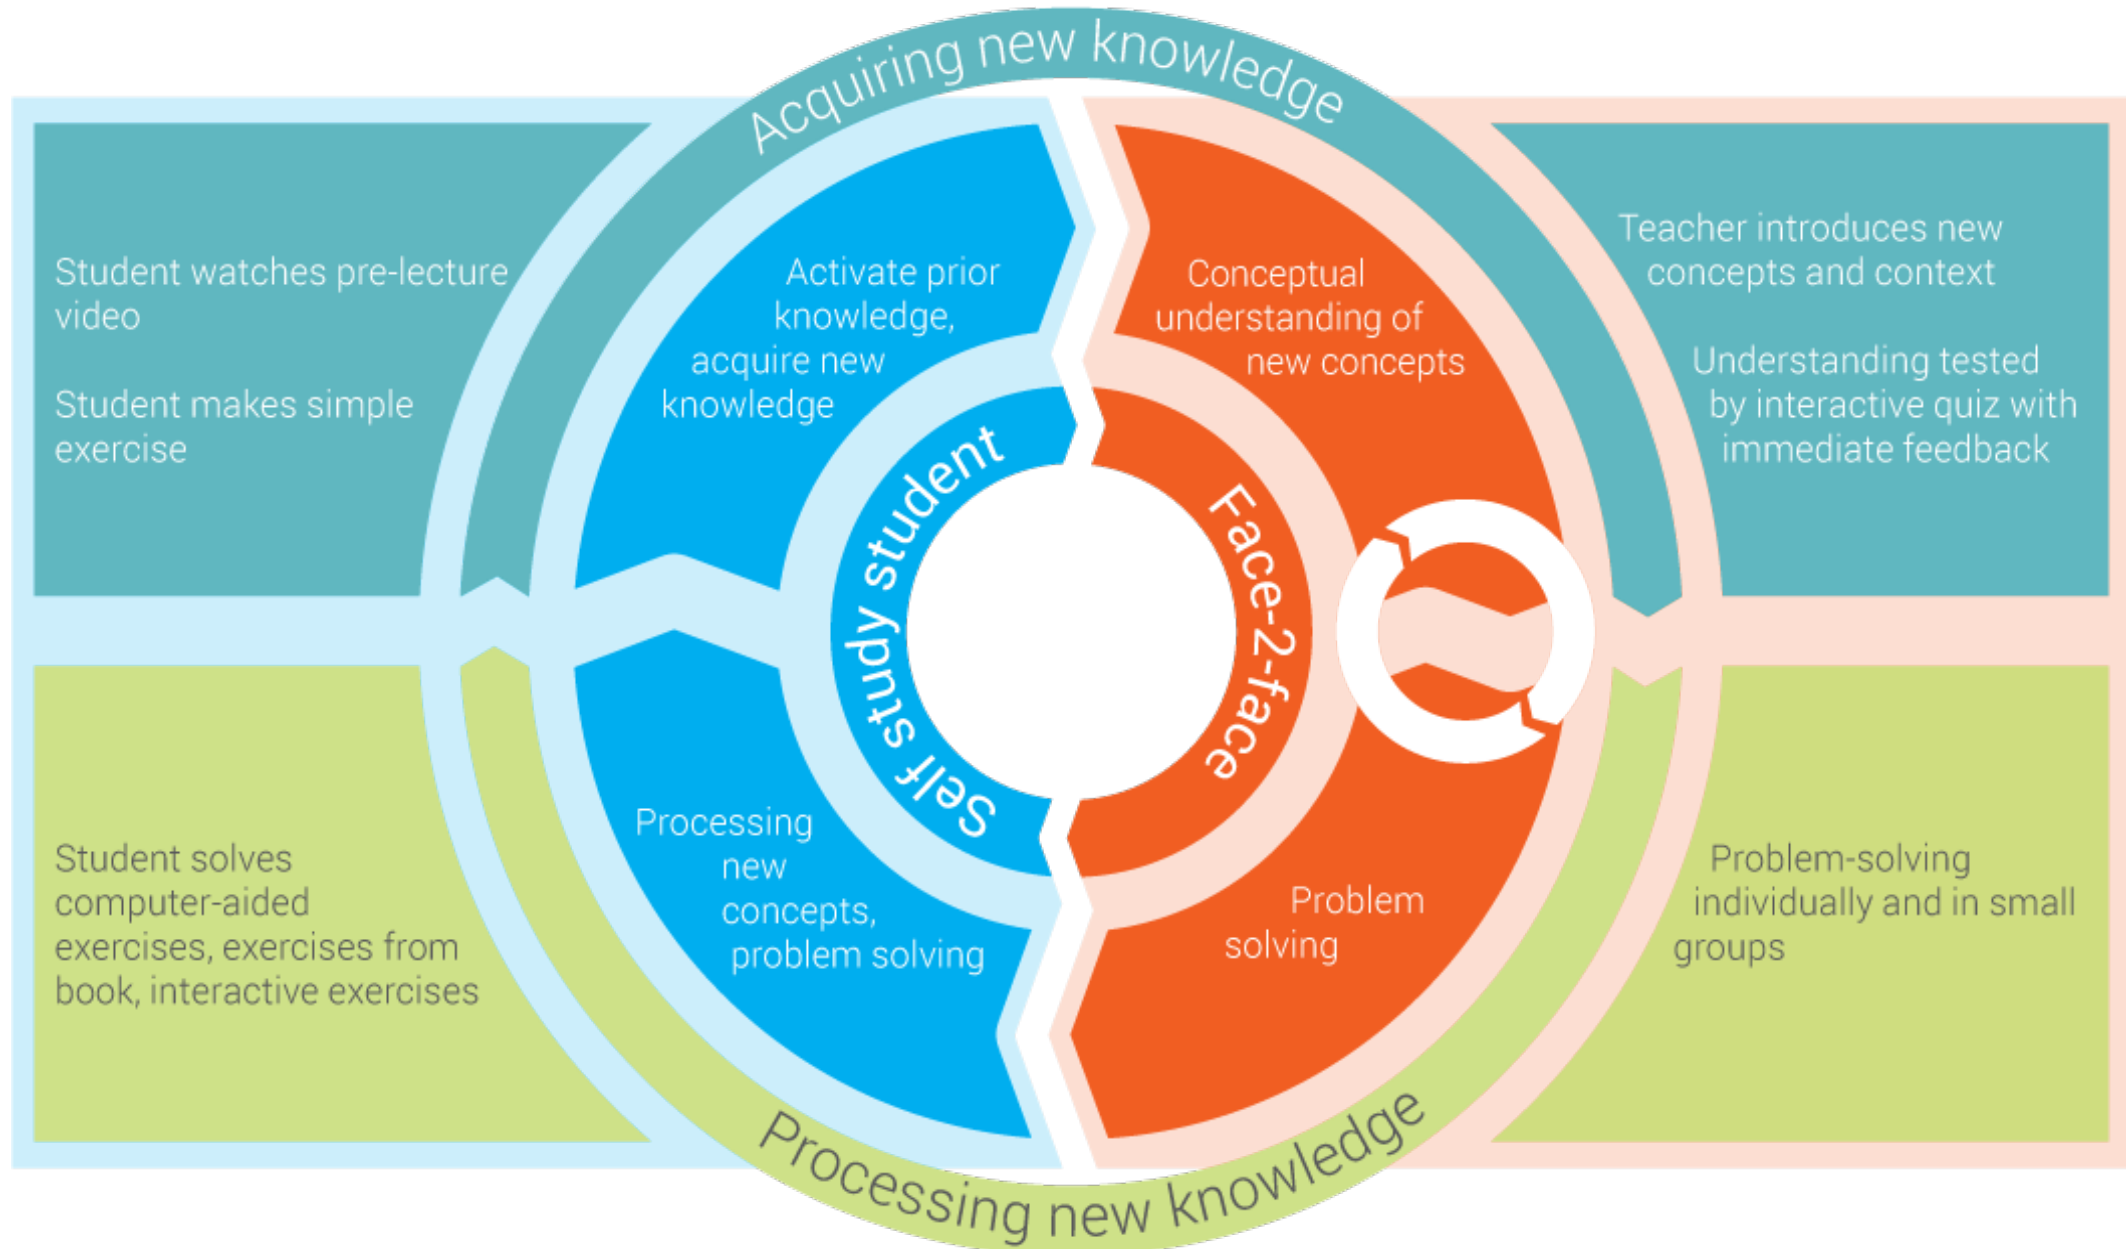 Acquiring new knowledge
Student watches pre-lecture
video
Student makes simple
exercise
Activate prior
knowledge,
acquire new
knowledge
Conceptual
understanding of
new concepts
Teacher introduces new
concepts and context
Understanding tested
by interactive quiz with
immediate feedback
Self study student
Face-2-face
Student solves
computer-aided
exercises, exercises from
book, interactive exercises
Processing
new
concepts,
problem solving
Problem
solving
Problem-solving
individually and in small
groups
Processing new knowledge